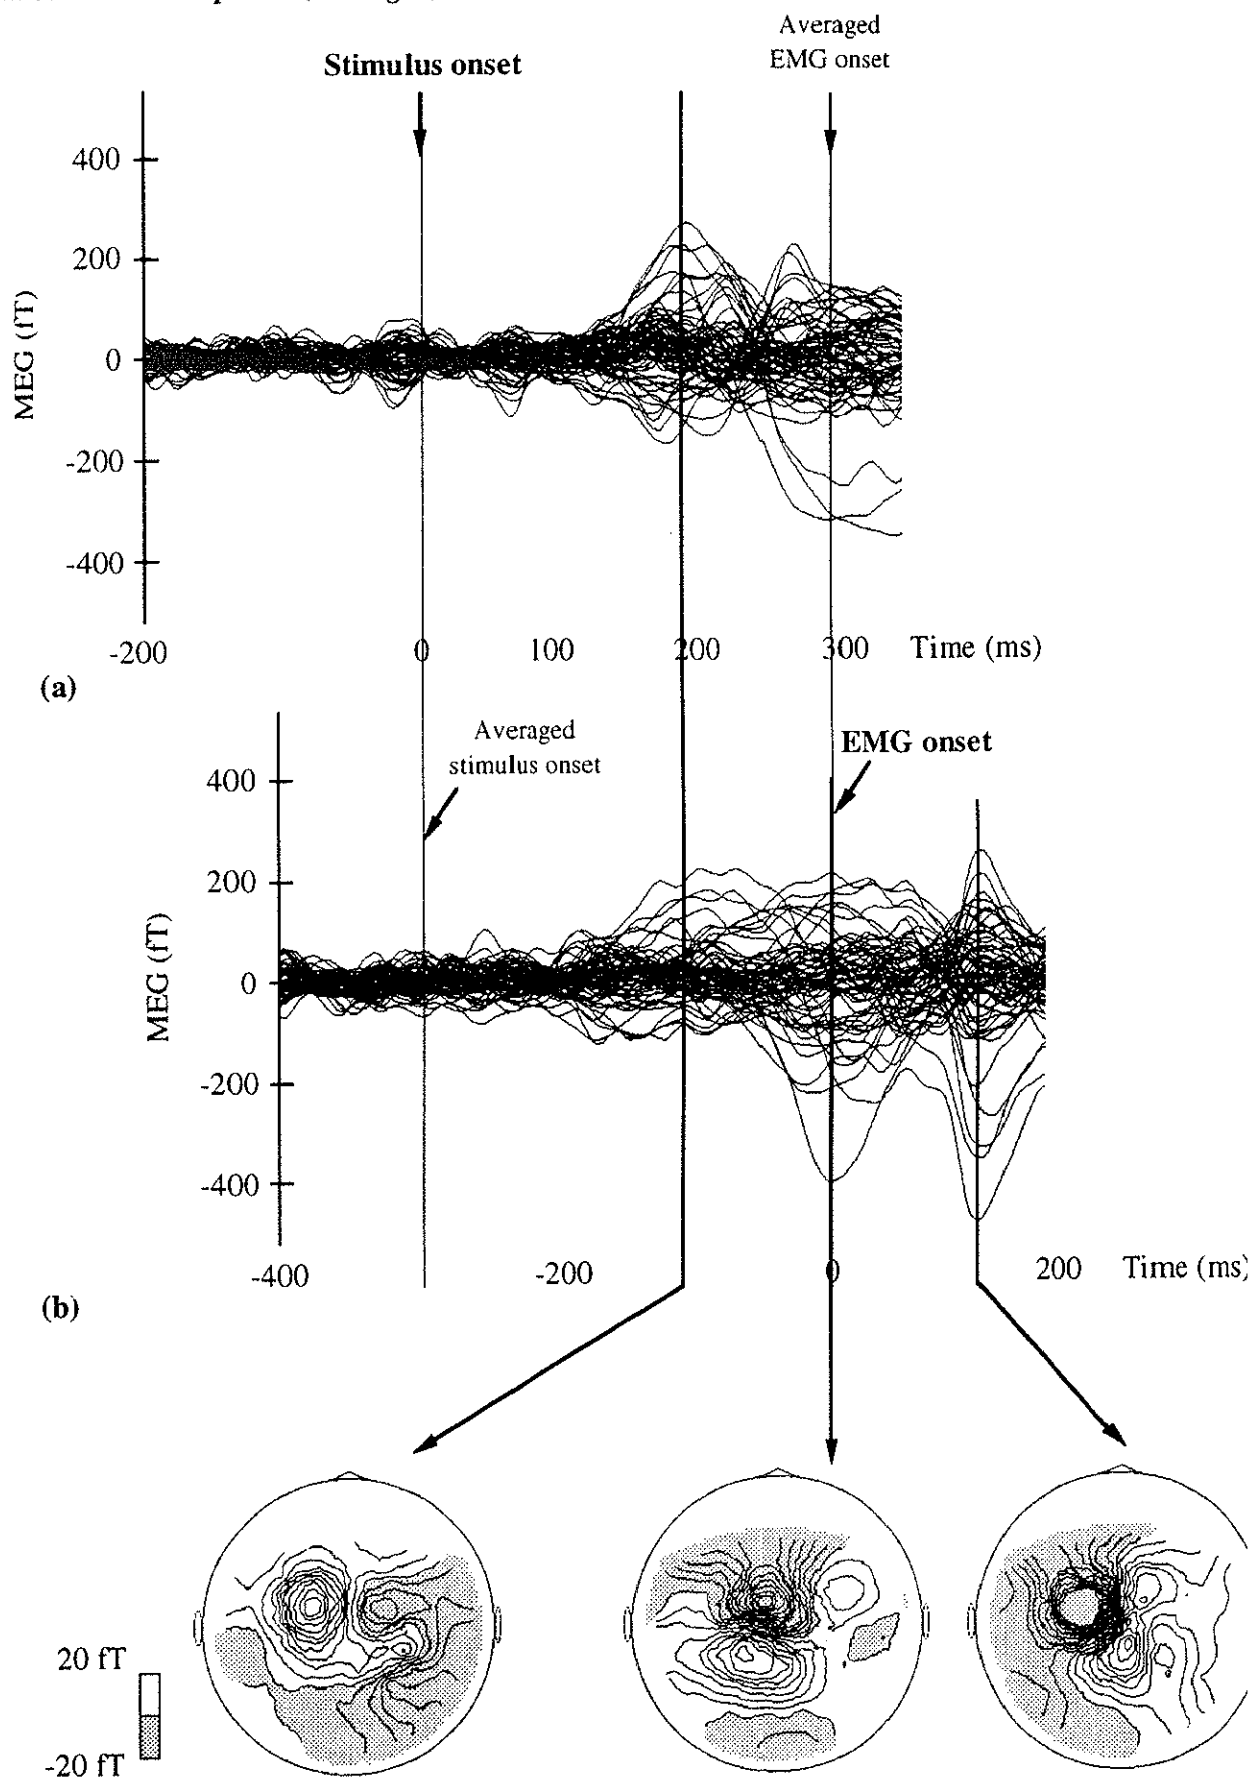 Averaged
EMG onset
Stimulus onset
400
200
0
-200
-400
MEG (fT)
-200 0 100 200 300 Time (ms)
(a)
Averaged
stimulus onset
EMG onset
400
200
0
-200
-400
MEG (fT)
-400 -200 0 200 Time (ms)
(b)
20 fT
-20 fT